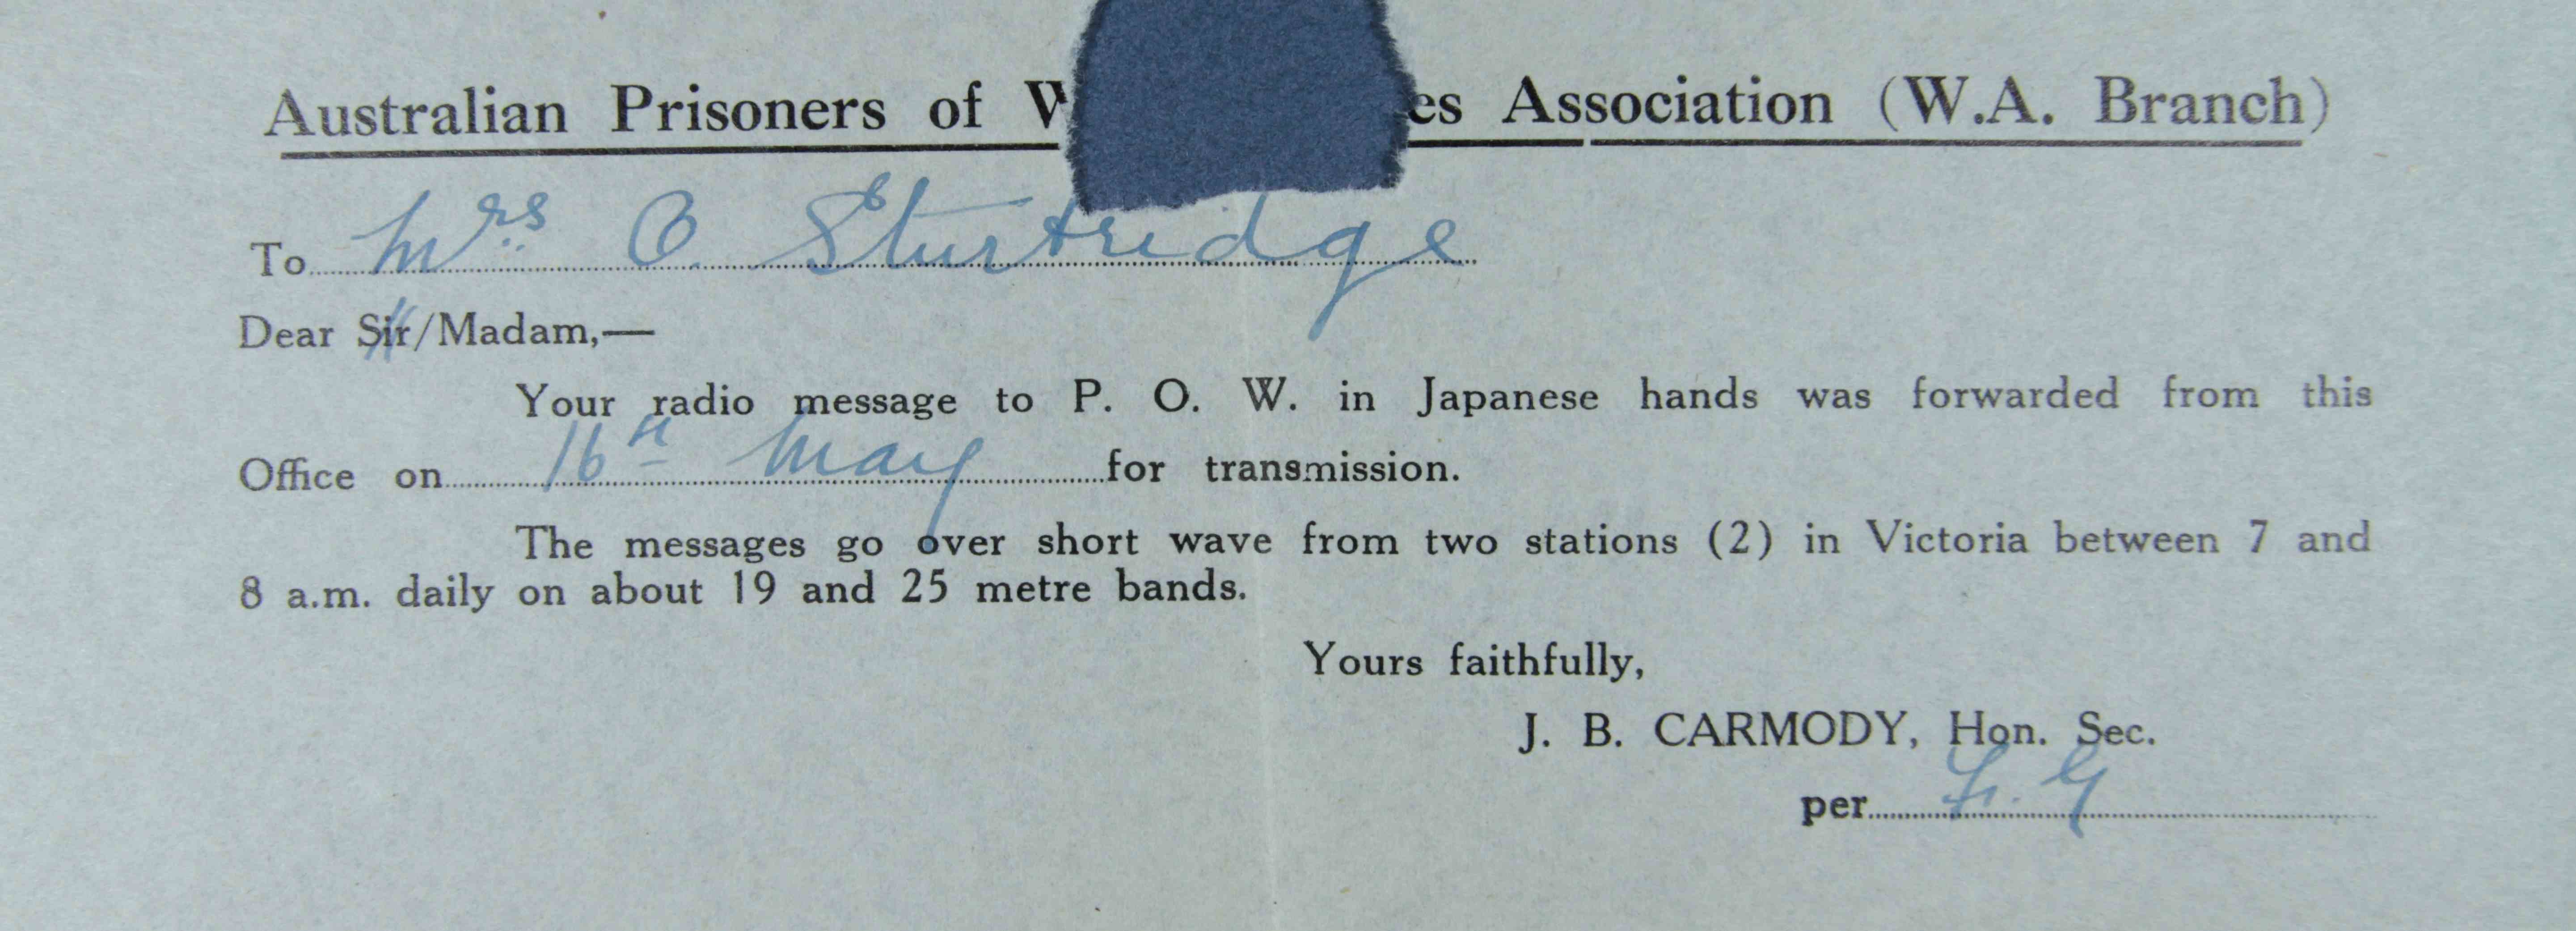 Australian Prisoners of W es Association (W.A. Branch)
To Mrs O. Sturtridge
Dear Sir/Madam,—
Your radio message to P. O. W. in Japanese hands was forwarded from this
Office on 16th May for transmission.
The messages go over short wave from two stations (2) in Victoria between 7 and
8 a.m. daily on about 19 and 25 metre bands.
Yours faithfully,
J. B. CARMODY, Hon. Sec.
per